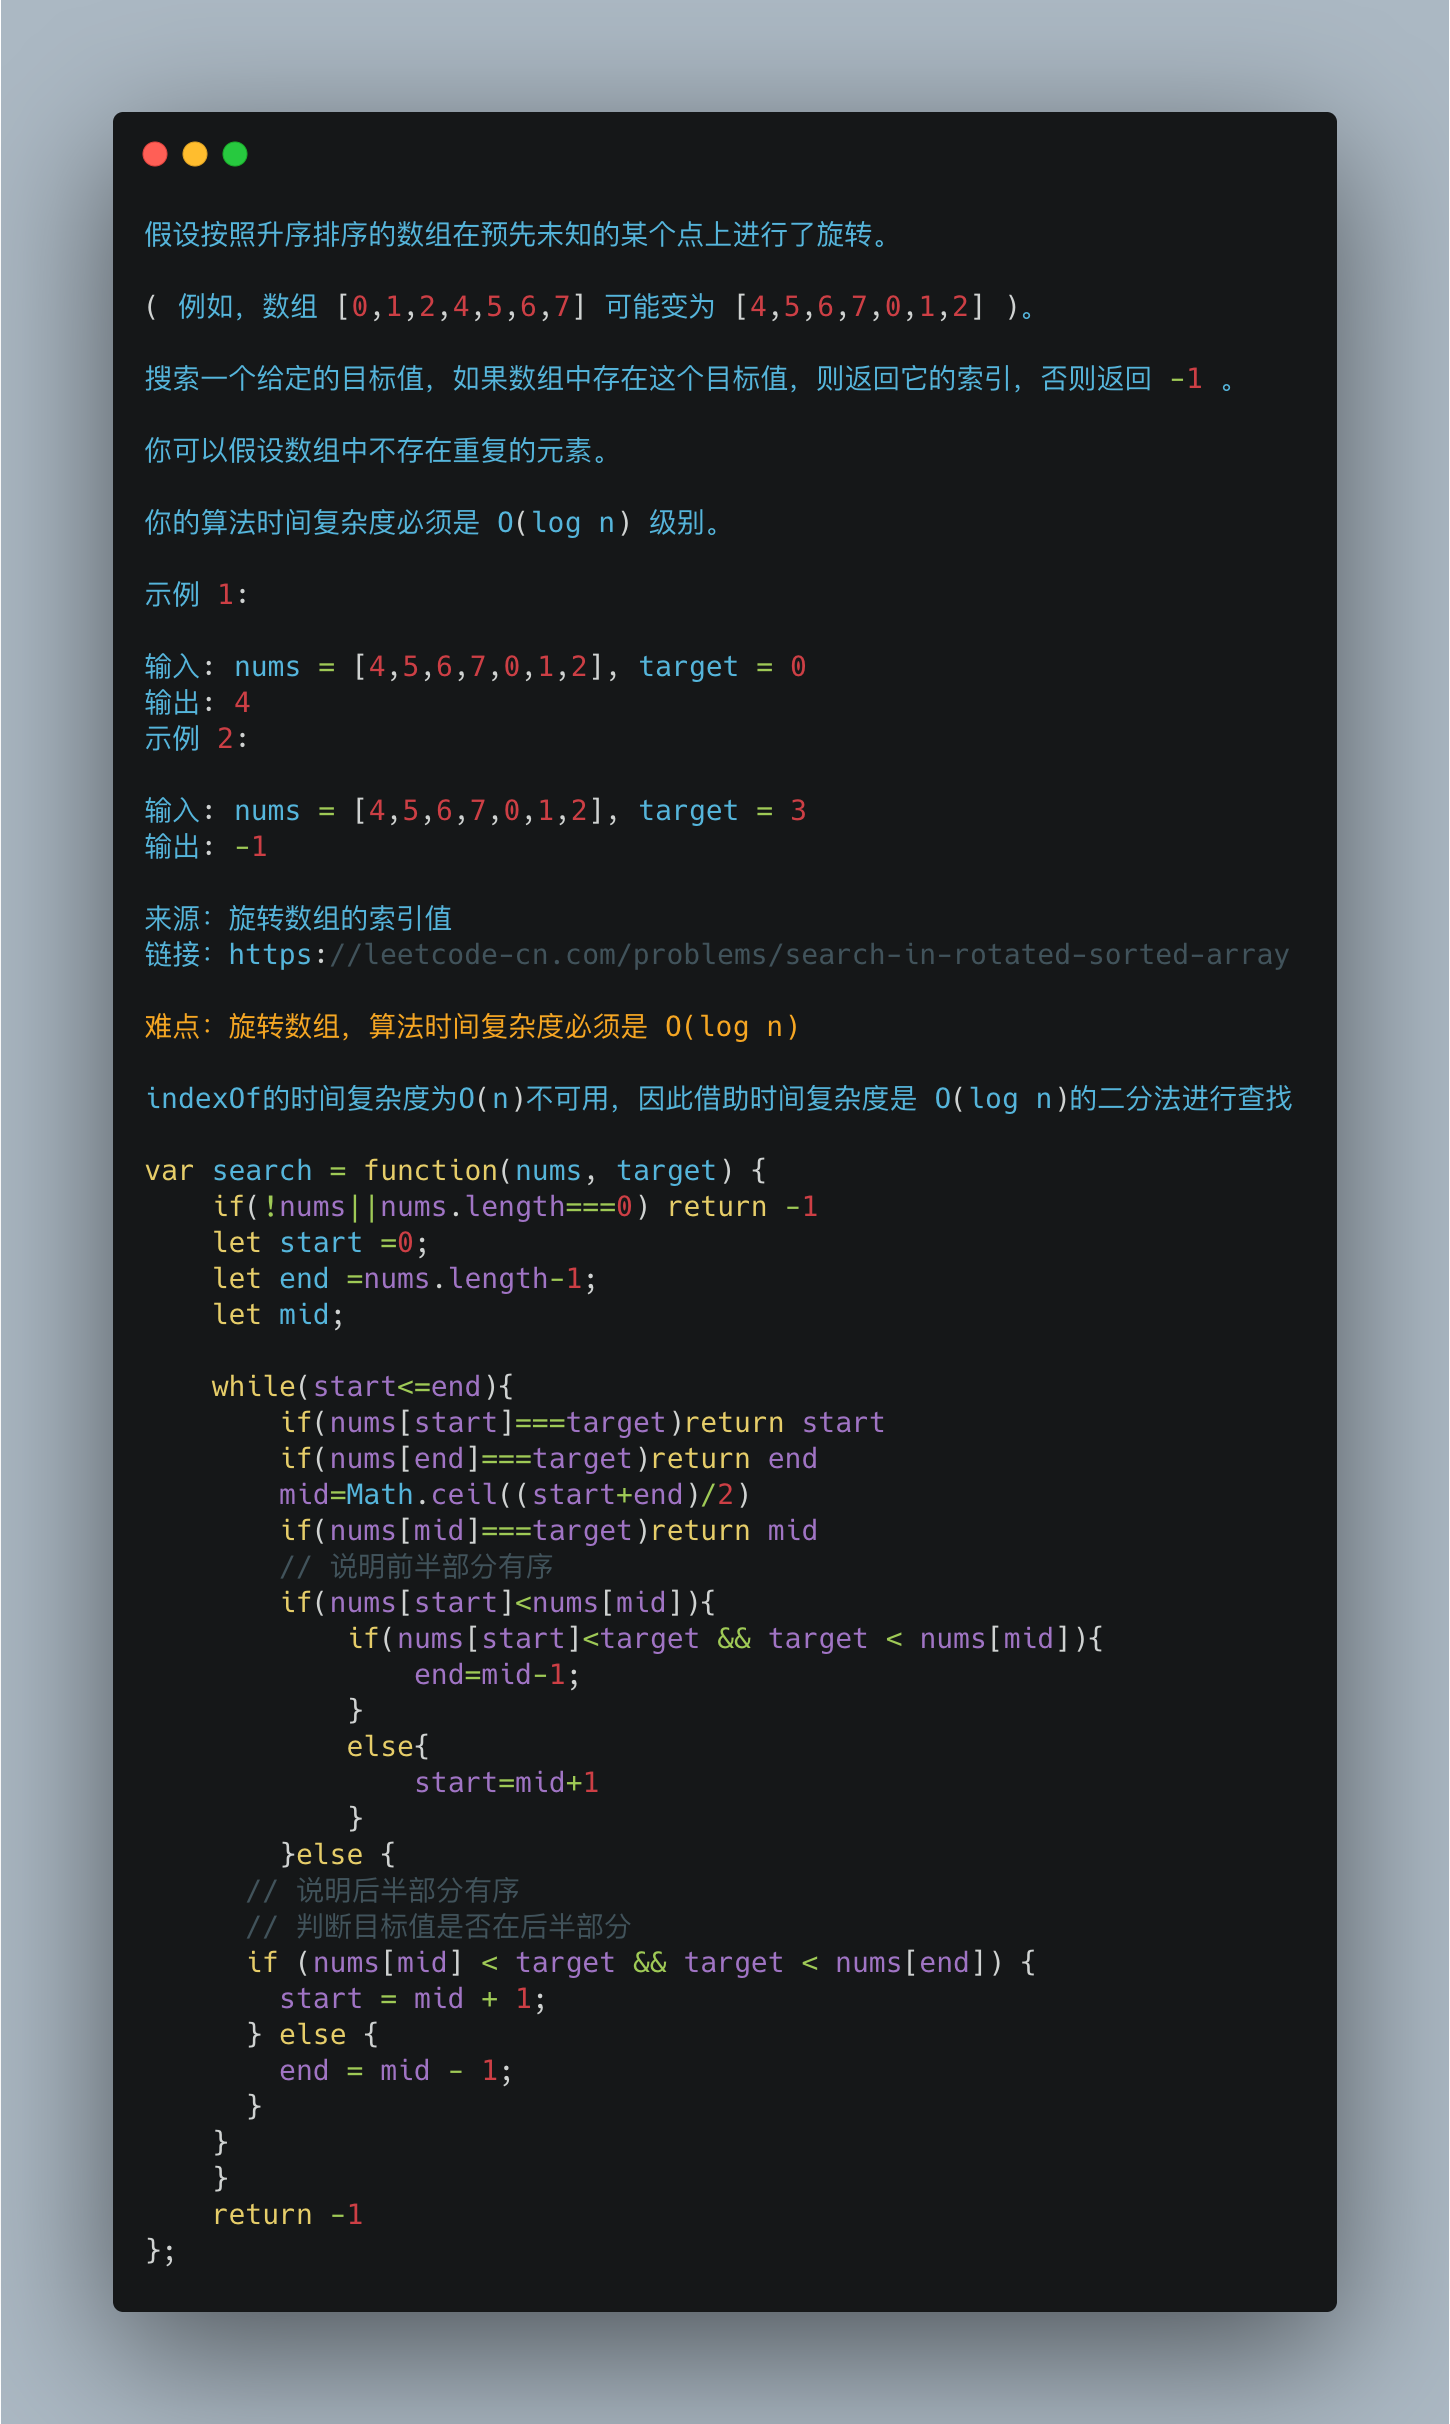 假设按照升序排序的数组在预先未知的某个点上进行了旋转。
( 例如，数组 [0,1,2,4,5,6,7] 可能变为 [4,5,6,7,0,1,2] )。
搜索一个给定的目标值，如果数组中存在这个目标值，则返回它的索引，否则返回 -1 。
你可以假设数组中不存在重复的元素。
你的算法时间复杂度必须是 O(log n) 级别。
示例 1:
输入: nums = [4,5,6,7,0,1,2], target = 0
输出: 4
示例 2:
输入: nums = [4,5,6,7,0,1,2], target = 3
输出: -1
来源：旋转数组的索引值
链接：https://leetcode-cn.com/problems/search-in-rotated-sorted-array
难点：旋转数组，算法时间复杂度必须是 O(log n)
indexOf的时间复杂度为O(n)不可用，因此借助时间复杂度是 O(log n)的二分法进行查找
var search = function(nums, target) {
    if(!nums||nums.length===0) return -1
    let start =0;
    let end =nums.length-1;
    let mid;
    while(start<=end){
        if(nums[start]===target)return start
        if(nums[end]===target)return end
        mid=Math.ceil((start+end)/2)
        if(nums[mid]===target)return mid
        // 说明前半部分有序
        if(nums[start]<nums[mid]){
            if(nums[start]<target && target < nums[mid]){
                end=mid-1;
            }
            else{
                start=mid+1
            }
        }else {
      // 说明后半部分有序
      // 判断目标值是否在后半部分
      if (nums[mid] < target && target < nums[end]) {
        start = mid + 1;
      } else {
        end = mid - 1;
      }
    }
    }
    return -1
};